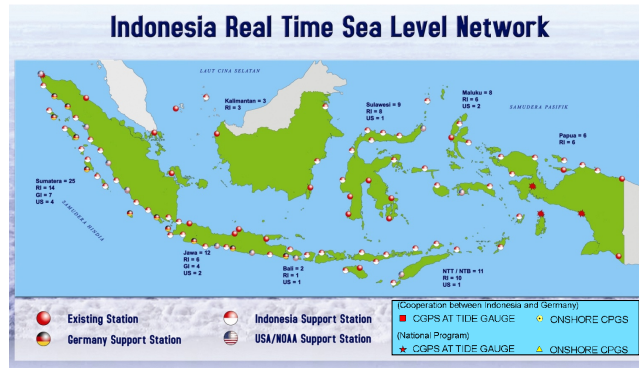 Indonesia Real Time Sea Level Network
LAUT CINA SELATAN
Kalimantan = 3
RI = 3
Sulawesi = 9
RI = 8
US = 1
Maluku = 8
RI = 6
US = 2
SAMUDERA PASIFIK
Papua = 6
RI = 6
Sumatera = 25
RI = 14
GI = 7
US = 4
SAMUDERA HINDIA
Jawa = 12
RI = 6
GI = 4
US = 2
Bali = 2
RI = 1
US = 1
NTT / NTB = 11
RI = 10
US = 1
Existing Station
Indonesia Support Station
Germany Support Station
USA/NOAA Support Station
(Cooperation between Indonesia and Germany)
CGPS AT TIDE GAUGE
ONSHORE CPGS
(National Program)
CGPS AT TIDE GAUGE
ONSHORE CPGS